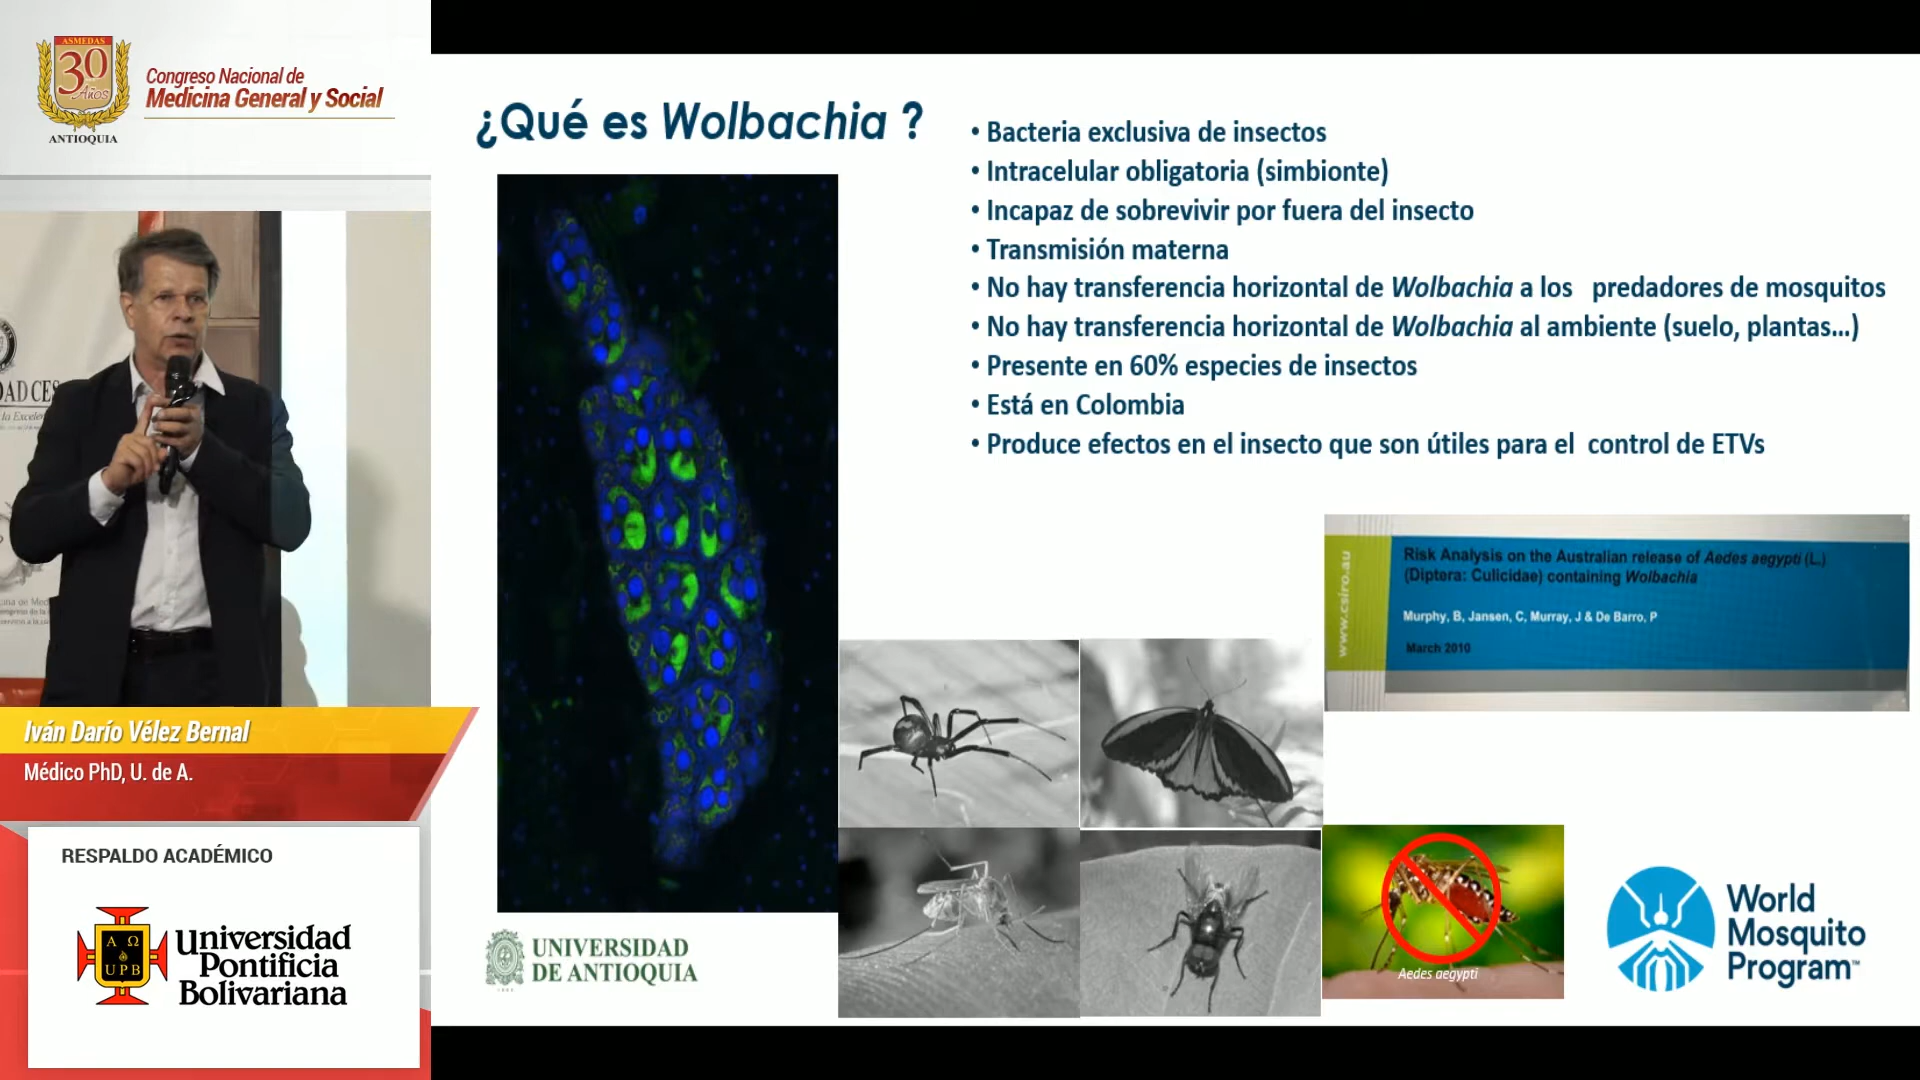 ASMEDAS
30
Años
ANTIOQUIA
Congreso Nacional de
Medicina General y Social
Iván Darío Vélez Bernal
Médico PhD, U. de A.
RESPALDO ACADÉMICO
Α Ω
UPB
Universidad
Pontificia
Bolivariana
¿Qué es Wolbachia ?
• Bacteria exclusiva de insectos
• Intracelular obligatoria (simbionte)
• Incapaz de sobrevivir por fuera del insecto
• Transmisión materna
• No hay transferencia horizontal de Wolbachia a los predadores de mosquitos
• No hay transferencia horizontal de Wolbachia al ambiente (suelo, plantas...)
• Presente en 60% especies de insectos
• Está en Colombia
• Produce efectos en el insecto que son útiles para el control de ETVs
www.csiro.au
Risk Analysis on the Australian release of Aedes aegypti (L.)
(Diptera: Culicidae) containing Wolbachia
Murphy, B, Jansen, C, Murray, J & De Barro, P
March 2010
UNIVERSIDAD
DE ANTIOQUIA
Aedes aegypti
World
Mosquito
Program™